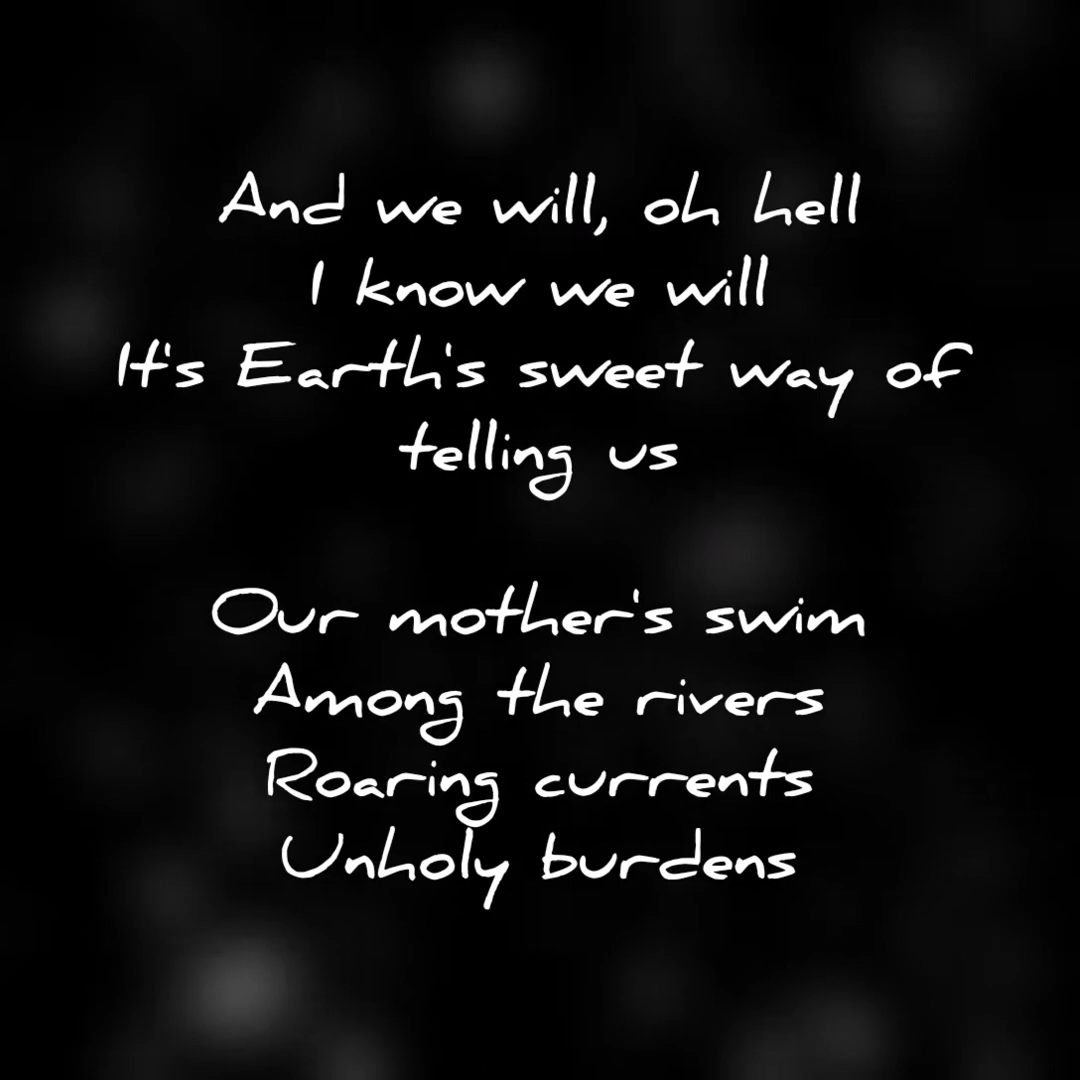 And we will, oh hell
I know we will
It's Earth's sweet way of
telling us
Our mother's swim
Among the rivers
Roaring currents
Unholy burdens